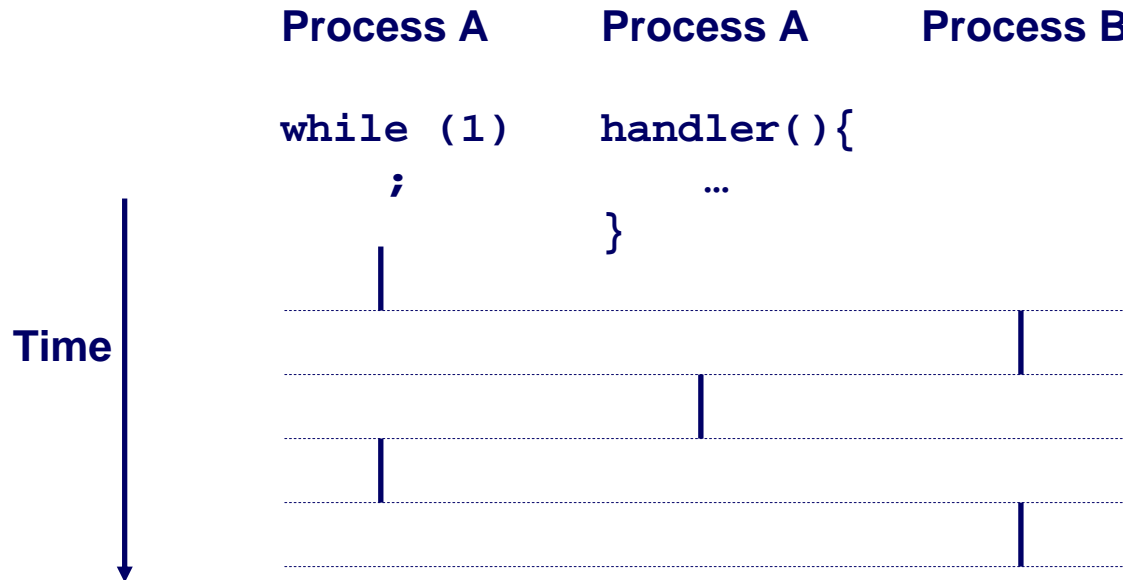 Process A Process A Process B
while (1) handler(){
; …
}
Time